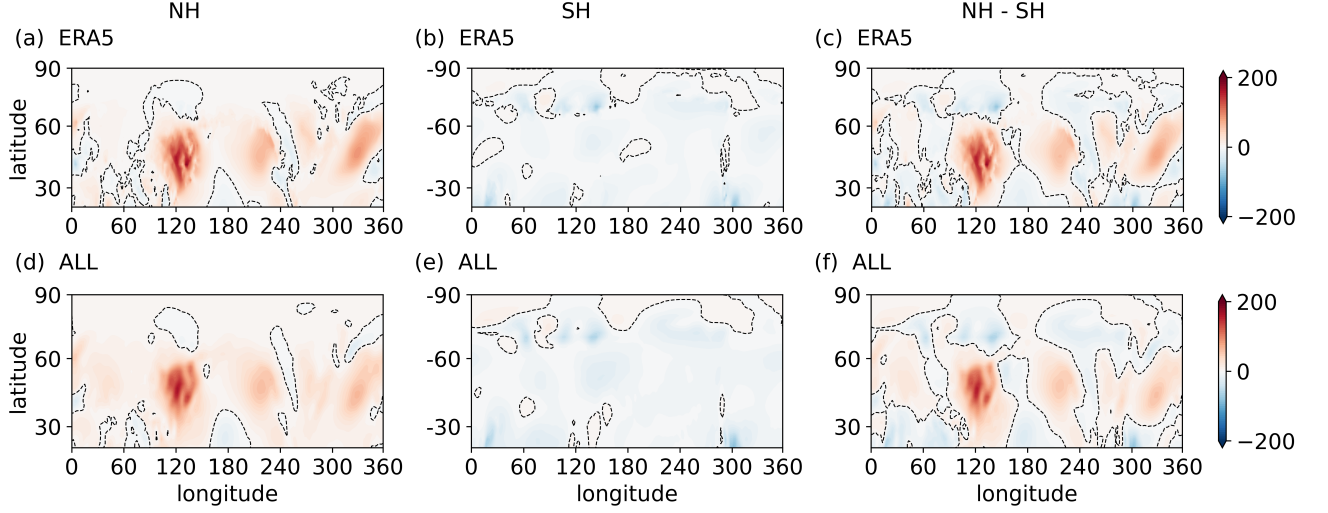 NH SH NH - SH
(a) ERA5 (b) ERA5 (c) ERA5
90 -90 90 200
60 -60 60 0
30 -30 30 −200
latitude
0 60 120 180 240 300 360 0 60 120 180 240 300 360 0 60 120 180 240 300 360
(d) ALL (e) ALL (f) ALL
90 -90 90 200
60 -60 60 0
30 -30 30 −200
latitude
0 60 120 180 240 300 360 0 60 120 180 240 300 360 0 60 120 180 240 300 360
longitude longitude longitude